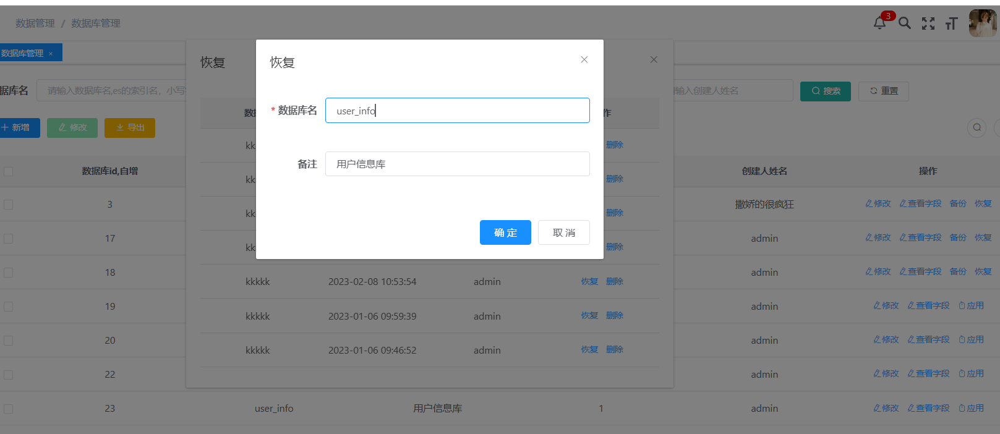 数据管理 / 数据库管理
3
数据库管理 ×
恢复
恢复
据库名 请输入数据库名,es的索引名，小写
输入创建人姓名 搜索 重置
数据 作
* 数据库名 user_info
新增 修改 导出
kk 删除
备注 用户信息库
数据库id,自增 创建人姓名 操作
kk 删除
3 撒娇的很疯狂 修改 查看字段 备份 恢复
kk 删除
确 定 取 消
17 admin 修改 查看字段 备份 恢复
kk 删除
18 admin 修改 查看字段 备份 恢复
kkkkk 2023-02-08 10:53:54 admin 恢复 删除
19 admin 修改 查看字段 应用
kkkkk 2023-01-06 09:59:39 admin 恢复 删除
20 admin 修改 查看字段 应用
kkkkk 2023-01-06 09:46:52 admin 恢复 删除
22 admin 修改 查看字段 应用
23 user_info 用户信息库 1 admin 修改 查看字段 应用